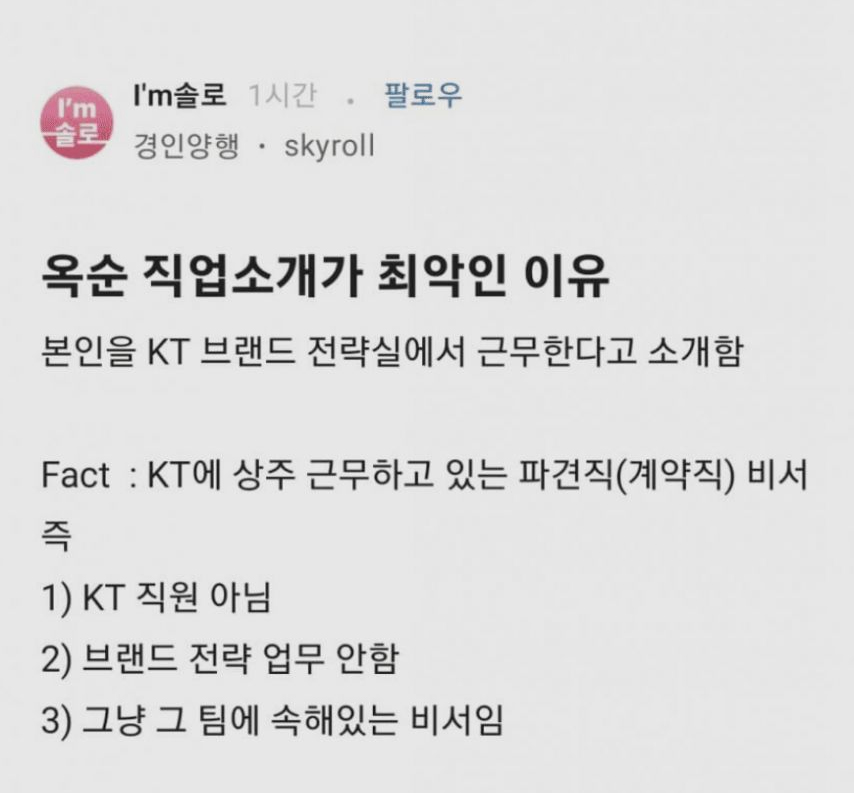 I'm
솔로
I'm솔로 1시간 . 팔로우
경인양행 · skyroll
옥순 직업소개가 최악인 이유
본인을 KT 브랜드 전략실에서 근무한다고 소개함
Fact : KT에 상주 근무하고 있는 파견직(계약직) 비서
즉
1) KT 직원 아님
2) 브랜드 전략 업무 안함
3) 그냥 그 팀에 속해있는 비서임